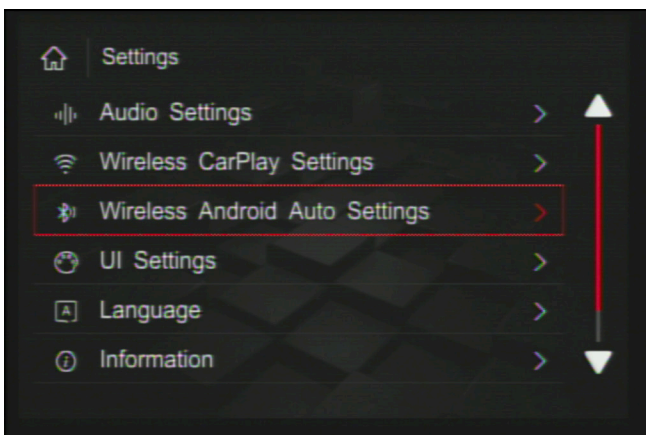 Settings
Audio Settings
Wireless CarPlay Settings
Wireless Android Auto Settings
UI Settings
A Language
Information